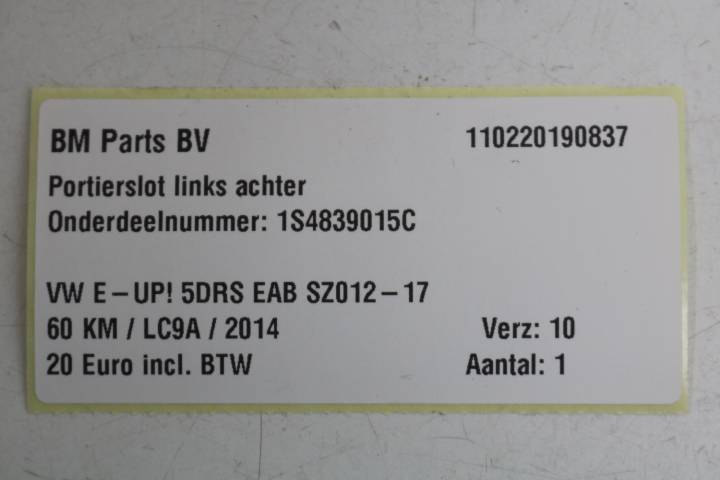 BM Parts BV 110220190837
Portierslot links achter
Onderdeelnummer: 1S4839015C
VW E-UP! 5DRS EAB SZ012-17
60 KM / LC9A / 2014 Verz: 10
20 Euro incl. BTW Aantal: 1